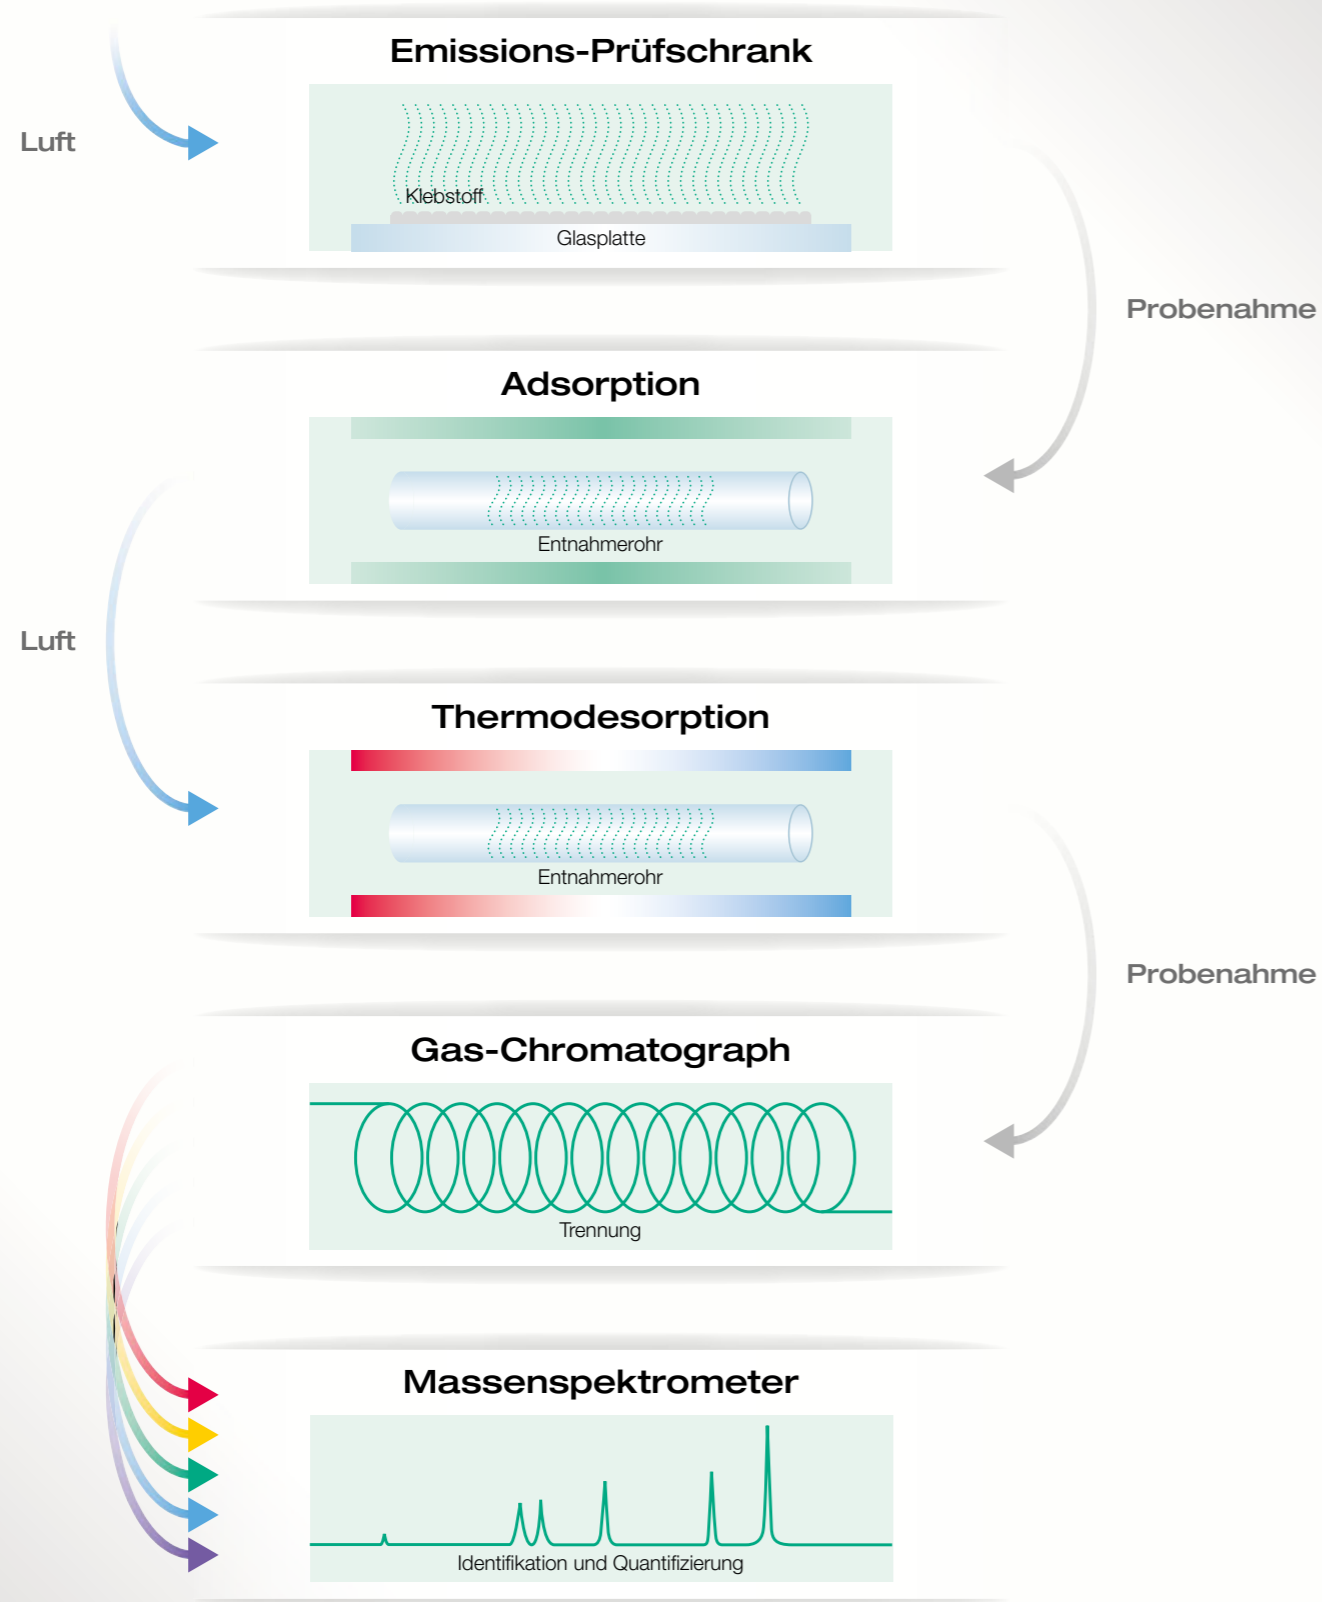 Emissions-Prüfschrank
Luft
Klebstoff
Glasplatte
Probenahme
Adsorption
Entnahmerohr
Luft
Thermodesorption
Entnahmerohr
Probenahme
Gas-Chromatograph
Trennung
Massenspektrometer
Identifikation und Quantifizierung